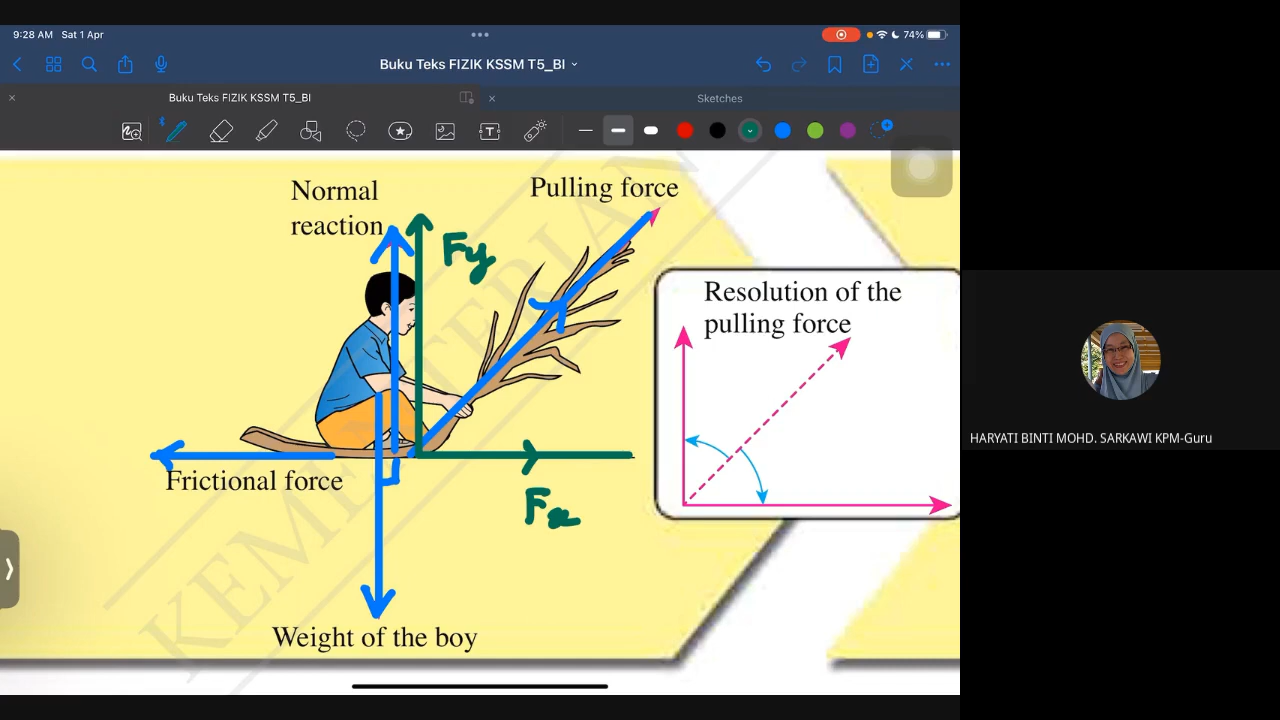 9:28 AM Sat 1 Apr
74%
Buku Teks FIZIK KSSM T5_BI
Buku Teks FIZIK KSSM T5_BI
Sketches
Normal
reaction
Pulling force
Fy
Resolution of the
pulling force
Frictional force
Fx
Weight of the boy
KEMENTERIAN
HARYATI BINTI MOHD. SARKAWI KPM-Guru